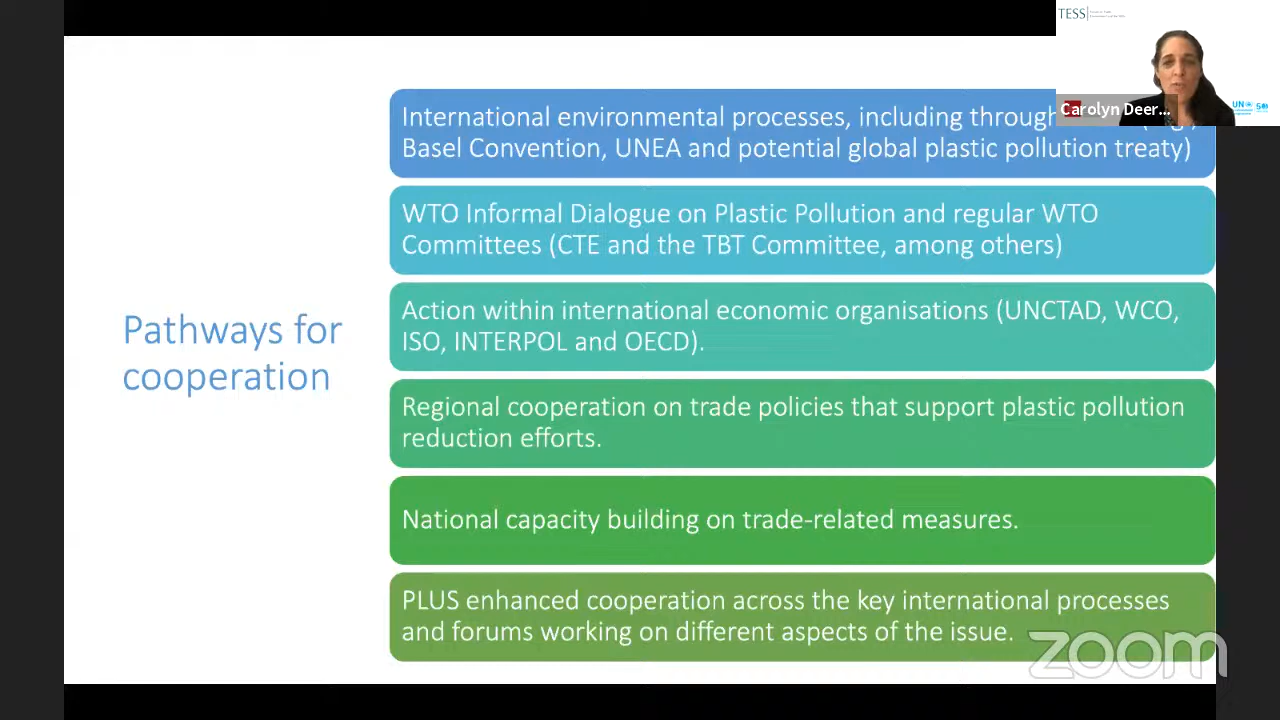 TESS
Carolyn Deer...
UN
International environmental processes, including through
Basel Convention, UNEA and potential global plastic pollution treaty)
WTO Informal Dialogue on Plastic Pollution and regular WTO
Committees (CTE and the TBT Committee, among others)
Action within international economic organisations (UNCTAD, WCO,
ISO, INTERPOL and OECD).
Pathways for
cooperation
Regional cooperation on trade policies that support plastic pollution
reduction efforts.
National capacity building on trade-related measures.
PLUS enhanced cooperation across the key international processes
and forums working on different aspects of the issue.
zoom